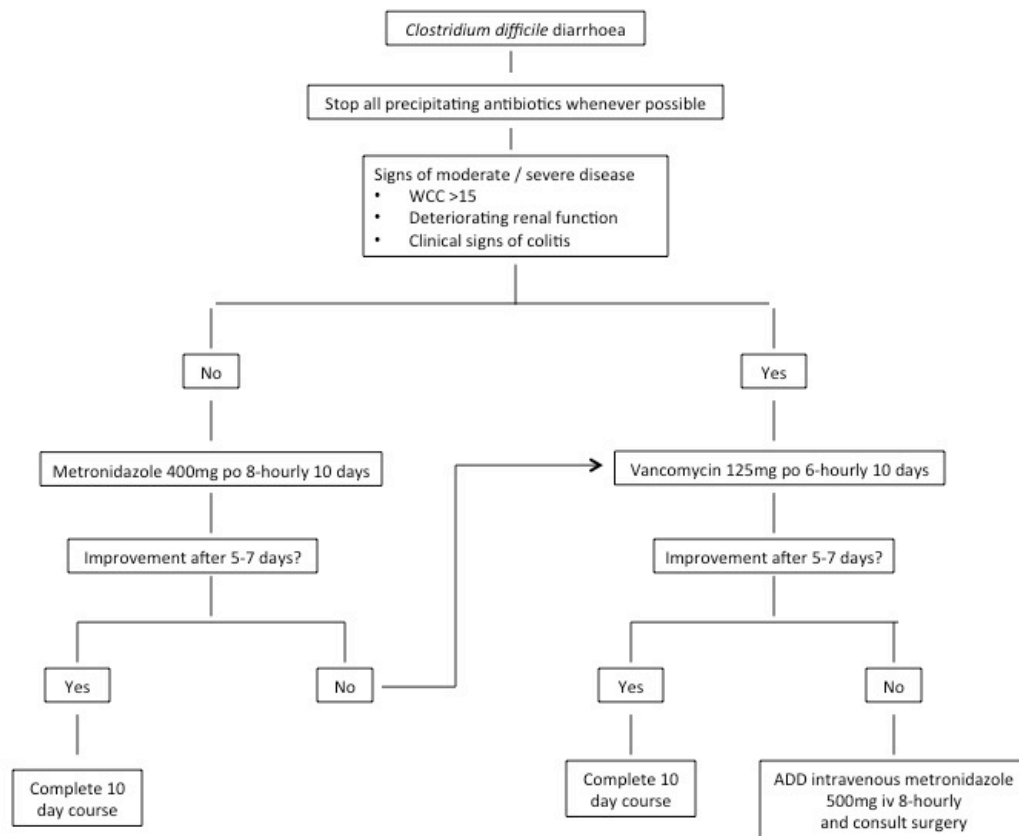 Clostridium difficile diarrhoea
Stop all precipitating antibiotics whenever possible
Signs of moderate / severe disease
• WCC >15
• Deteriorating renal function
• Clinical signs of colitis
No
Yes
Metronidazole 400mg po 8-hourly 10 days
Vancomycin 125mg po 6-hourly 10 days
Improvement after 5-7 days?
Improvement after 5-7 days?
Yes
No
Yes
No
Complete 10
day course
Complete 10
day course
ADD intravenous metronidazole
500mg iv 8-hourly
and consult surgery